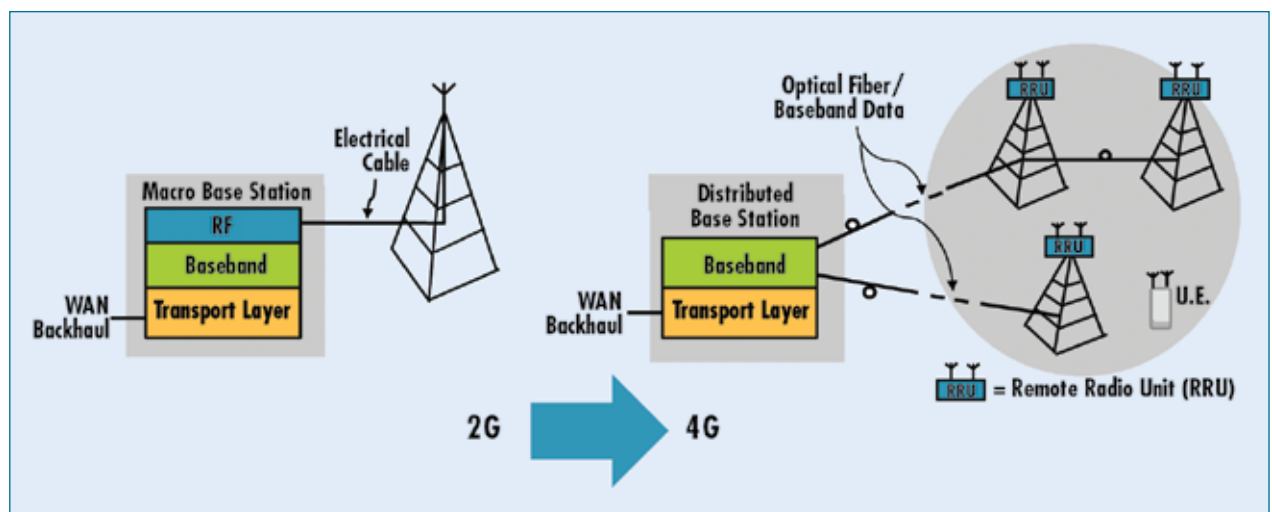 Electrical
Cable
Macro Base Station
RF
Baseband
Transport Layer
WAN
Backhaul
2G
4G
Optical Fiber/
Baseband Data
Distributed
Base Station
Baseband
Transport Layer
WAN
Backhaul
RRU
RRU
RRU
U.E.
RRU = Remote Radio Unit (RRU)